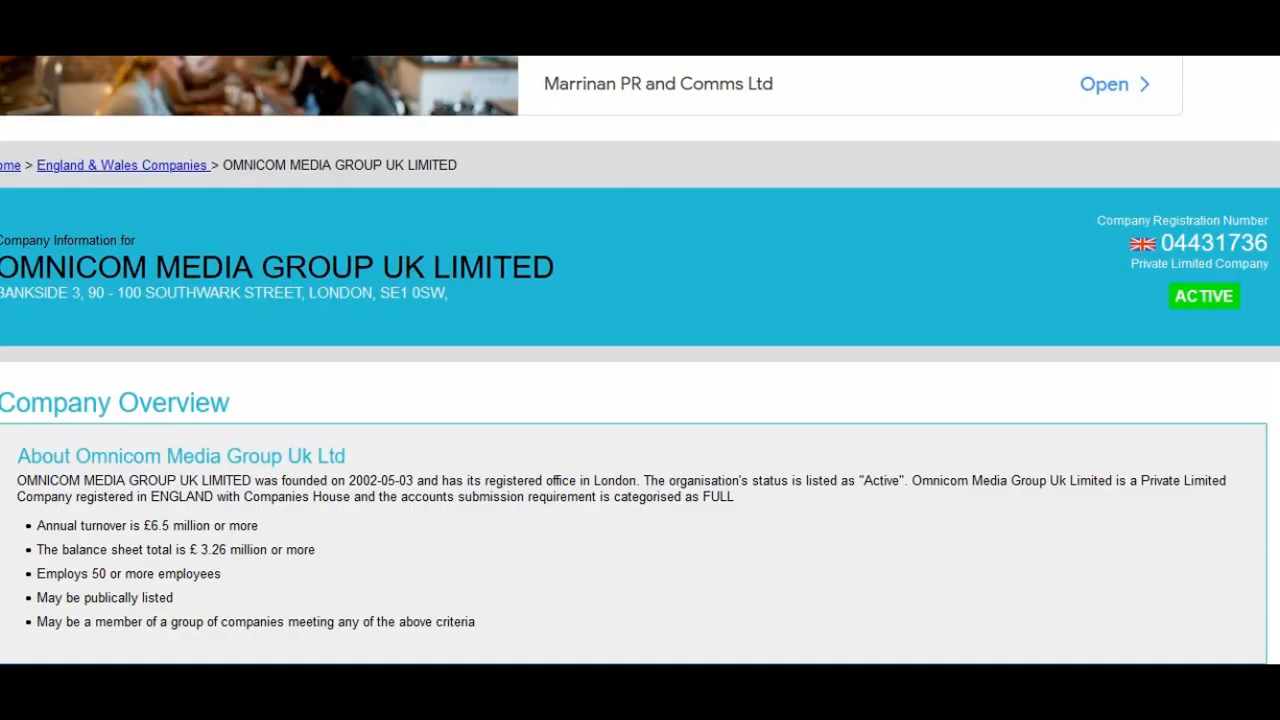 Marrinan PR and Comms Ltd
Open
ome > England & Wales Companies > OMNICOM MEDIA GROUP UK LIMITED
Company Registration Number
04431736
Private Limited Company
ACTIVE
Company Information for
OMNICOM MEDIA GROUP UK LIMITED
BANKSIDE 3, 90 - 100 SOUTHWARK STREET, LONDON, SE1 0SW,
Company Overview
About Omnicom Media Group Uk Ltd
OMNICOM MEDIA GROUP UK LIMITED was founded on 2002-05-03 and has its registered office in London. The organisation's status is listed as "Active". Omnicom Media Group Uk Limited is a Private Limited
Company registered in ENGLAND with Companies House and the accounts submission requirement is categorised as FULL
• Annual turnover is £6.5 million or more
• The balance sheet total is £ 3.26 million or more
• Employs 50 or more employees
• May be publically listed
• May be a member of a group of companies meeting any of the above criteria